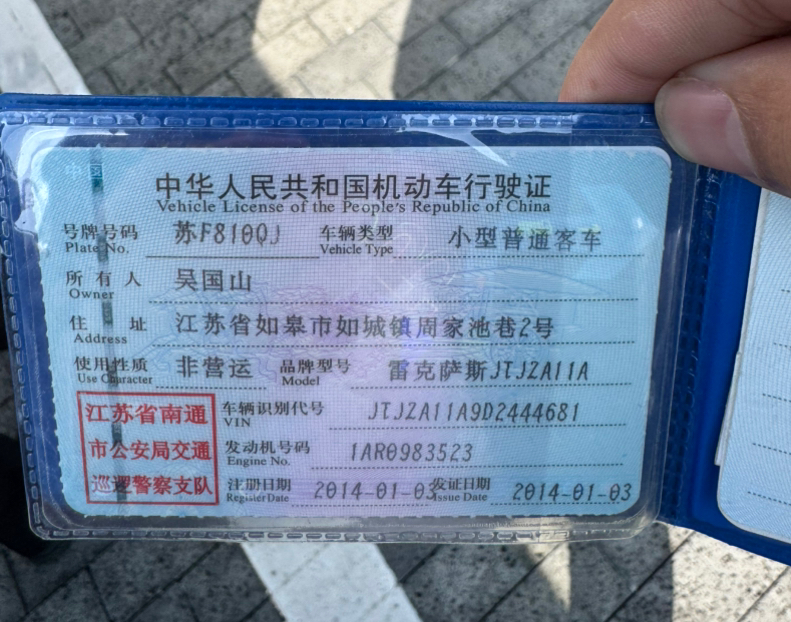 中华人民共和国机动车行驶证
Vehicle License of the People's Republic of China
号牌号码 苏F810QJ 车辆类型 小型普通客车
Plate No. Vehicle Type
所有人 吴国山
Owner
住址 江苏省如皋市如城镇周家池巷2号
Address
使用性质 非营运 品牌型号 雷克萨斯JTJZA11A
Use Character Model
江苏省南通
市公安局交通
巡逻警察支队
车辆识别代号 JTJZA11A9D2444681
VIN
发动机号码 1AR0983523
Engine No.
注册日期 2014-01-03 发证日期 2014-01-03
Register Date Issue Date